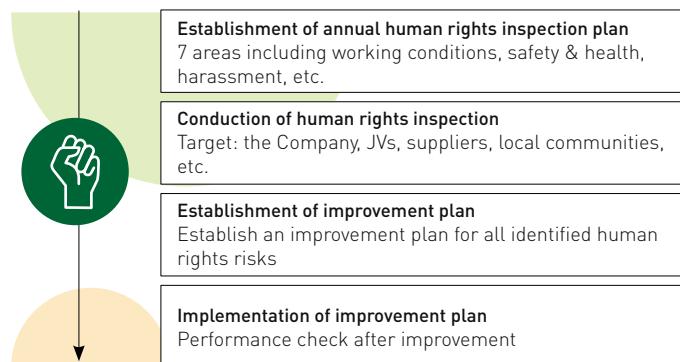 Establishment of annual human rights inspection plan
7 areas including working conditions, safety & health,
harassment, etc.
Conduction of human rights inspection
Target: the Company, JVs, suppliers, local communities,
etc.
Establishment of improvement plan
Establish an improvement plan for all identified human
rights risks
Implementation of improvement plan
Performance check after improvement